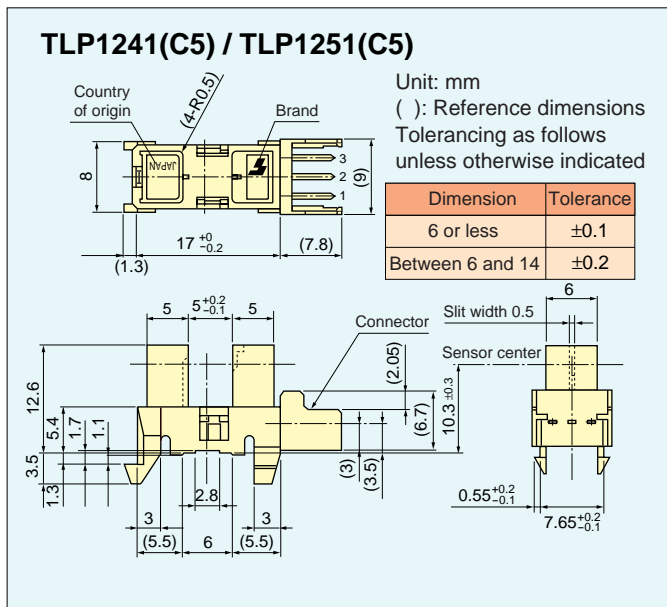 TLP1241(C5) / TLP1251(C5)
Unit: mm
( ): Reference dimensions
Tolerancing as follows
unless otherwise indicated
Dimension Tolerance
6 or less ±0.1
Between 6 and 14 ±0.2
Country
of origin
(4-R0.5)
Brand
JAPAN
3
2
1
8
(9)
(1.3)
17 +0 -0.2
(7.8)
5
5 +0.2 -0.1
5
Connector
12.6
5.4
1.7
1.1
3.5
1.3
2.8
3
3
(5.5)
6
(5.5)
(2.05)
(6.7)
(3)
(3.5)
6
Slit width 0.5
Sensor center
10.3 ±0.3
0.55 +0.2 -0.1
7.65 +0.2 -0.1